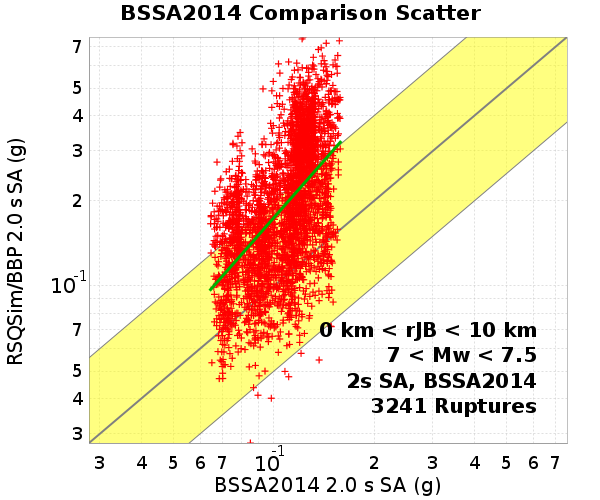 BSSA2014 Comparison Scatter
RSQSim/BBP 2.0 s SA (g)
7
5
4
3
2
10-1
7
5
4
3
0 km < rJB < 10 km
7 < Mw < 7.5
2s SA, BSSA2014
3241 Ruptures
3 4 5 6 7 10-1 2 3 4 5 6 7
BSSA2014 2.0 s SA (g)